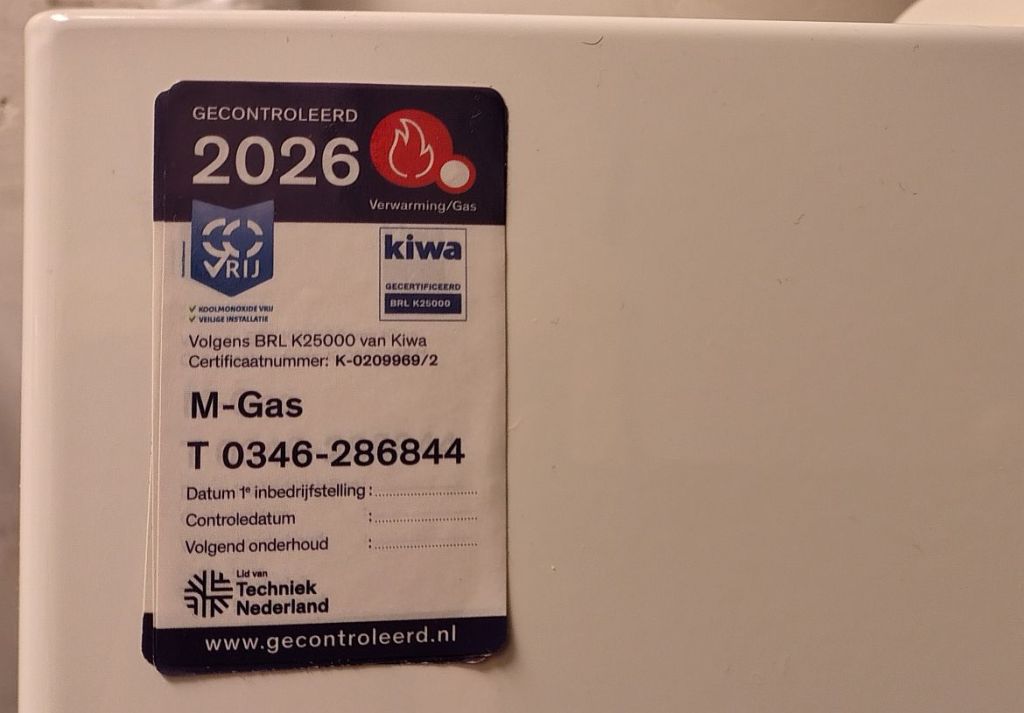 GECONTROLEERD
2026
Verwarming/Gas
CO
VRIJ
KOOLMONOXIDE VRIJ
VEILIGE INSTALLATIE
kiwa
GECERTIFICEERD
BRL K25000
Volgens BRL K25000 van Kiwa
Certificaatnummer: K-0209969/2
M-Gas
T 0346-286844
Datum 1e inbedrijfstelling :
Controledatum :
Volgend onderhoud :
Lid van
Techniek
Nederland
www.gecontroleerd.nl